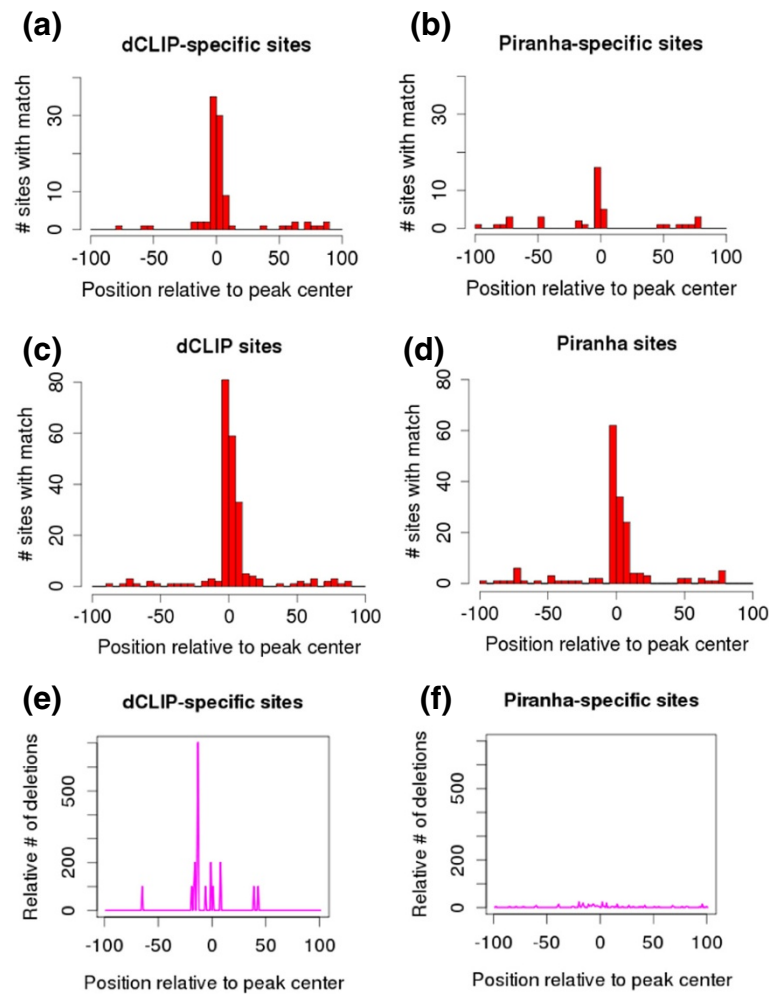 (a)
dCLIP-specific sites
# sites with match
0 10 30
-100 -50 0 50 100
Position relative to peak center
(b)
Piranha-specific sites
# sites with match
0 10 30
-100 -50 0 50 100
Position relative to peak center
(c)
dCLIP sites
# sites with match
0 20 40 60 80
-100 -50 0 50 100
Position relative to peak center
(d)
Piranha sites
# sites with match
0 20 40 60 80
-100 -50 0 50 100
Position relative to peak center
(e)
dCLIP-specific sites
Relative # of deletions
0 200 500
-100 -50 0 50 100
Position relative to peak center
(f)
Piranha-specific sites
Relative # of deletions
0 200 500
-100 -50 0 50 100
Position relative to peak center